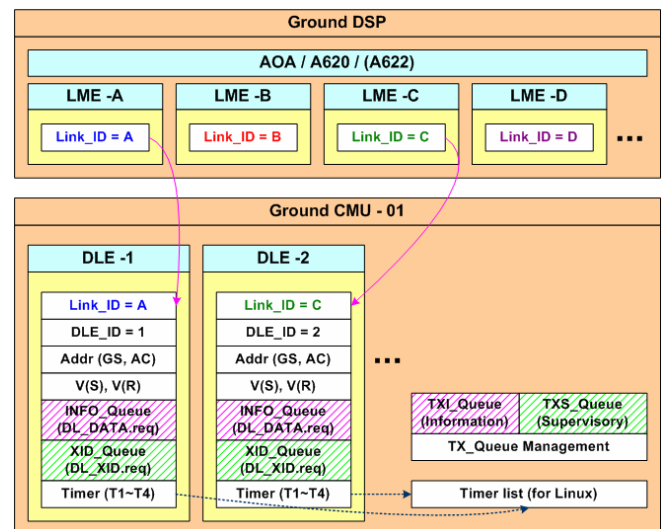 Ground DSP
AOA / A620 / (A622)
LME -A
LME -B
LME -C
LME -D
Link_ID = A
Link_ID = B
Link_ID = C
Link_ID = D
...
Ground CMU - 01
DLE -1
Link_ID = A
DLE_ID = 1
Addr (GS, AC)
V(S), V(R)
INFO_Queue
(DL_DATA.req)
XID_Queue
(DL_XID.req)
Timer (T1~T4)
DLE -2
Link_ID = C
DLE_ID = 2
Addr (GS, AC)
V(S), V(R)
INFO_Queue
(DL_DATA.req)
XID_Queue
(DL_XID.req)
Timer (T1~T4)
...
TXI_Queue
(Information)
TXS_Queue
(Supervisory)
TX_Queue Management
Timer list (for Linux)